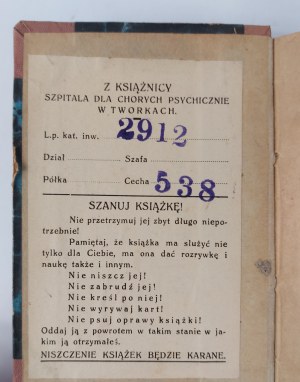 Z KSIĄŻNICY
SZPITALA DLA CHORYCH PSYCHICZNIE
W TWORKACH.
L.p. kat. inw. 2912
Dział Szafa
Półka Cecha 538
SZANUJ KSIĄŻKĘ!
Nie przetrzymuj jej zbyt długo niepo-
trzebnie!
Pamiętaj, że książka ma służyć nie
tylko dla Ciebie, ma ona dać rozrywkę i
naukę także i innym.
Nie niszcz jej!
Nie zabrudź jej!
Nie kreśl po niej!
Nie wyrywaj kart!
Nie psuj oprawy książki!
Oddaj ją z powrotem w takim stanie w ja-
kim ją otrzymałeś.
NISZCZENIE KSIĄŻEK BĘDZIE KARANE.